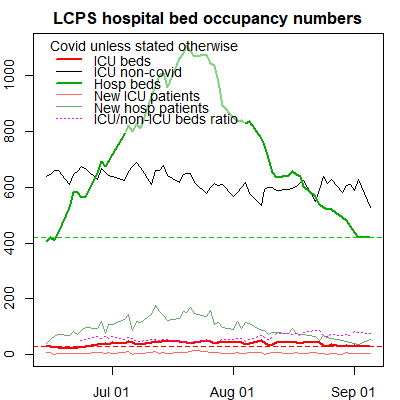 LCPS hospital bed occupancy numbers
Covid unless stated otherwise
ICU beds
ICU non-covid
Hosp beds
New ICU patients
New hosp patients
ICU/non-ICU beds ratio
1000
800
600
400
200
0
Jul 01 Aug 01 Sep 01